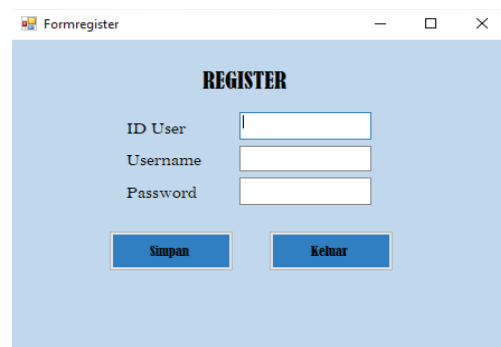 Formregister
REGISTER
ID User
Username
Password
Simpan Keluar